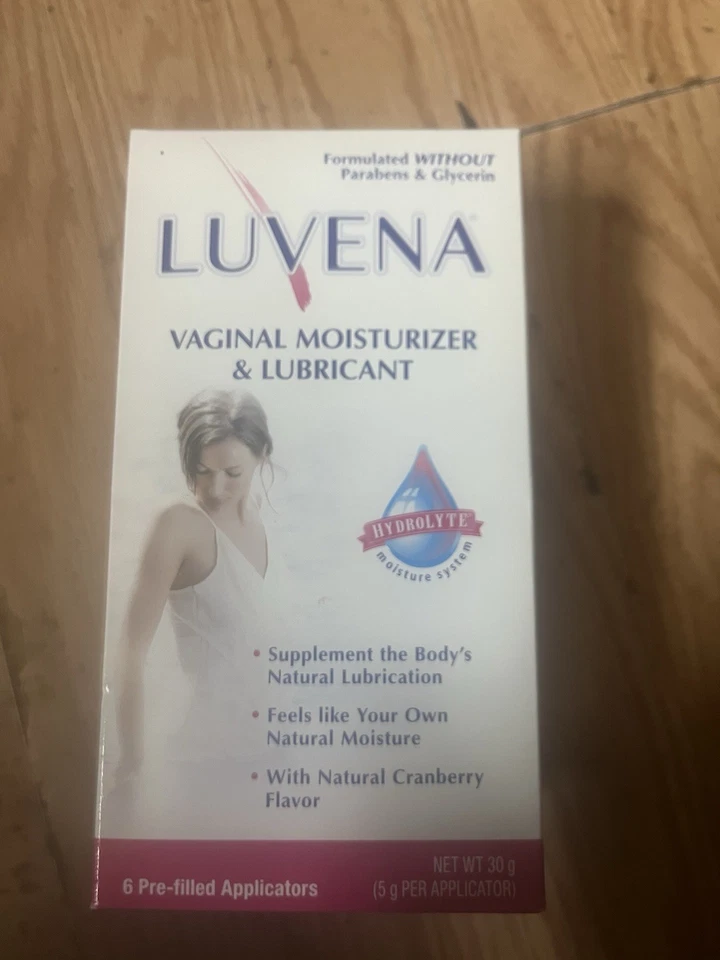 Formulated WITHOUT
Parabens & Glycerin
LUVENA®
VAGINAL MOISTURIZER
& LUBRICANT
HYDROLYTE®
moisture system
• Supplement the Body's
Natural Lubrication
• Feels like Your Own
Natural Moisture
• With Natural Cranberry
Flavor
6 Pre-filled Applicators
NET WT 30 g
(5 g PER APPLICATOR)